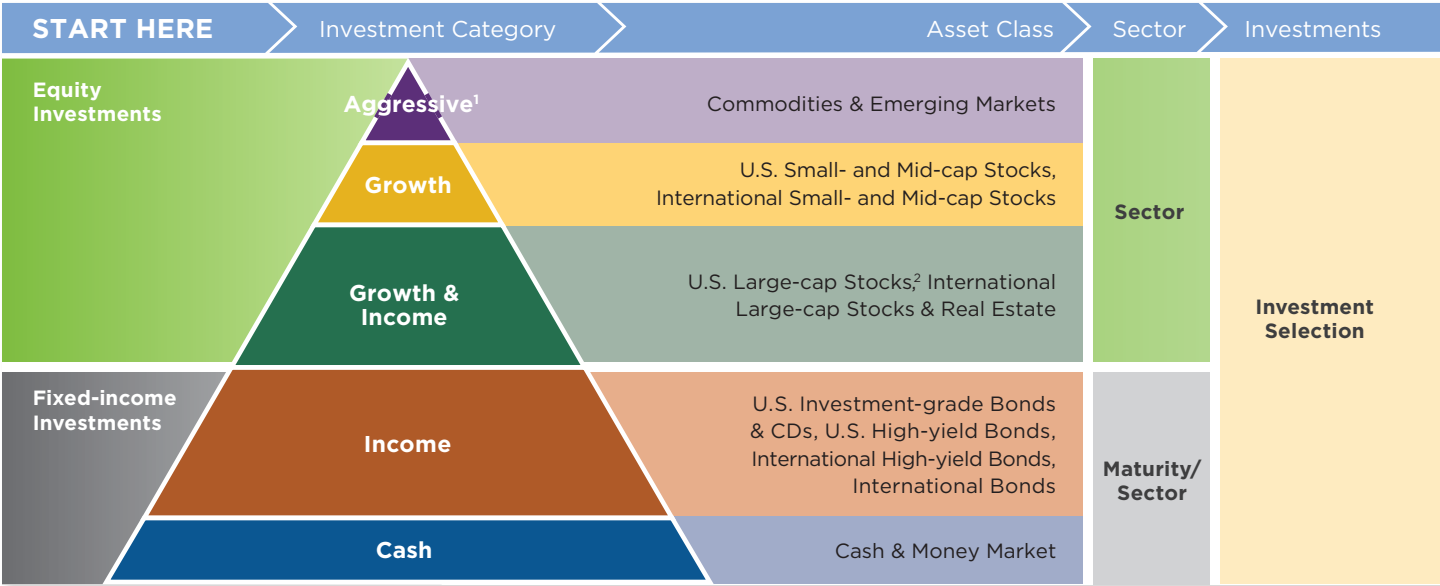 START HERE
Investment Category
Asset Class
Sector
Investments
Equity
Investments
Aggressive¹
Commodities & Emerging Markets
Growth
U.S. Small- and Mid-cap Stocks,
International Small- and Mid-cap Stocks
Growth &
Income
U.S. Large-cap Stocks,² International
Large-cap Stocks & Real Estate
Sector
Investment
Selection
Fixed-income
Investments
Income
U.S. Investment-grade Bonds
& CDs, U.S. High-yield Bonds,
International High-yield Bonds,
International Bonds
Maturity/
Sector
Cash
Cash & Money Market